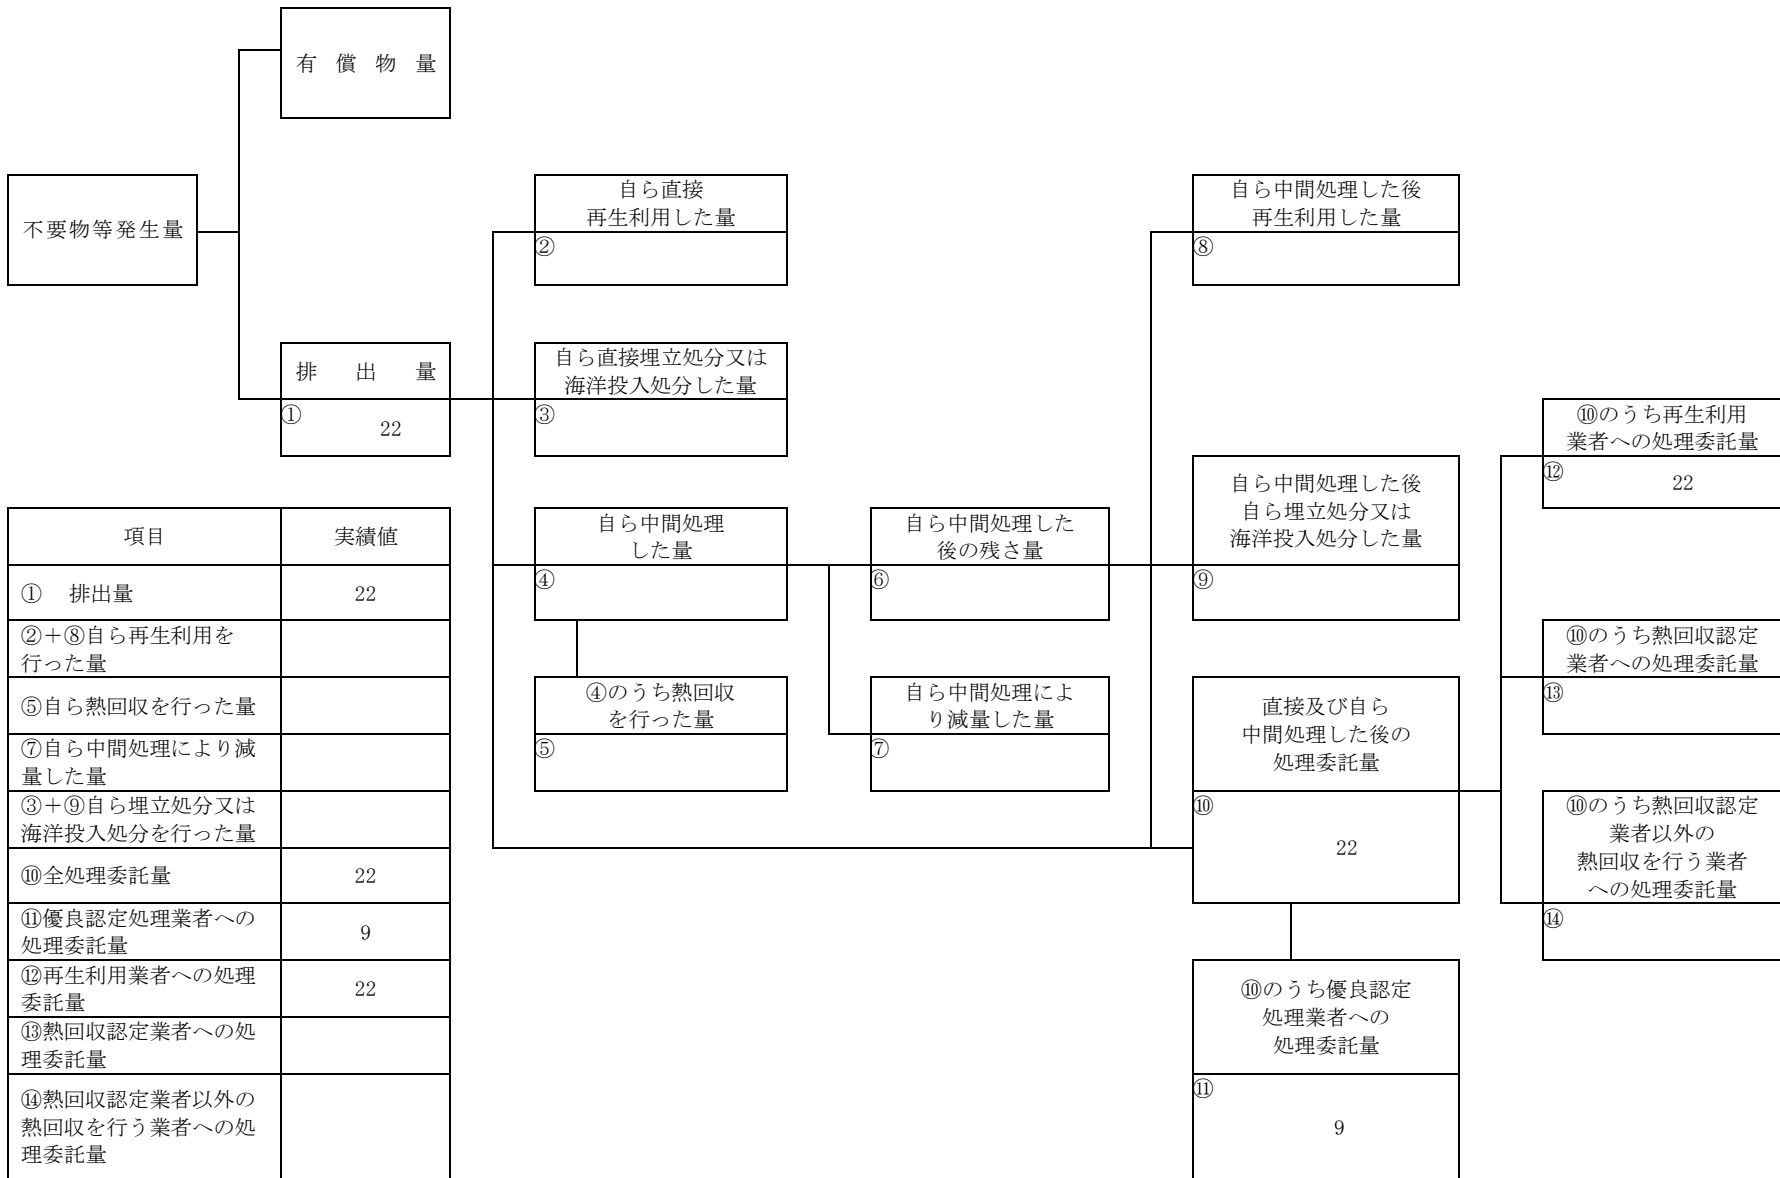 有償物量
不要物等発生量
自ら直接
再生利用した量
②
自ら中間処理した後
再生利用した量
⑧
排出量
①
22
自ら直接埋立処分又は
海洋投入処分した量
③
⑩のうち再生利用
業者への処理委託量
⑫
22
自ら中間処理した後
自ら埋立処分又は
海洋投入処分した量
⑨
自ら中間処理
した量
④
自ら中間処理した
後の残さ量
⑥
⑩のうち熱回収認定
業者への処理委託量
⑬
④のうち熱回収
を行った量
⑤
自ら中間処理によ
り減量した量
⑦
直接及び自ら
中間処理した後の
処理委託量
⑩
22
⑩のうち熱回収認定
業者以外の
熱回収を行う業者
への処理委託量
⑭
⑩のうち優良認定
処理業者への
処理委託量
⑪
9
項目 実績値
① 排出量 22
②＋⑧自ら再生利用を
行った量
⑤自ら熱回収を行った量
⑦自ら中間処理により減
量した量
③＋⑨自ら埋立処分又は
海洋投入処分を行った量
⑩全処理委託量 22
⑪優良認定処理業者への
処理委託量 9
⑫再生利用業者への処理
委託量 22
⑬熱回収認定業者への処
理委託量
⑭熱回収認定業者以外の
熱回収を行う業者への処
理委託量